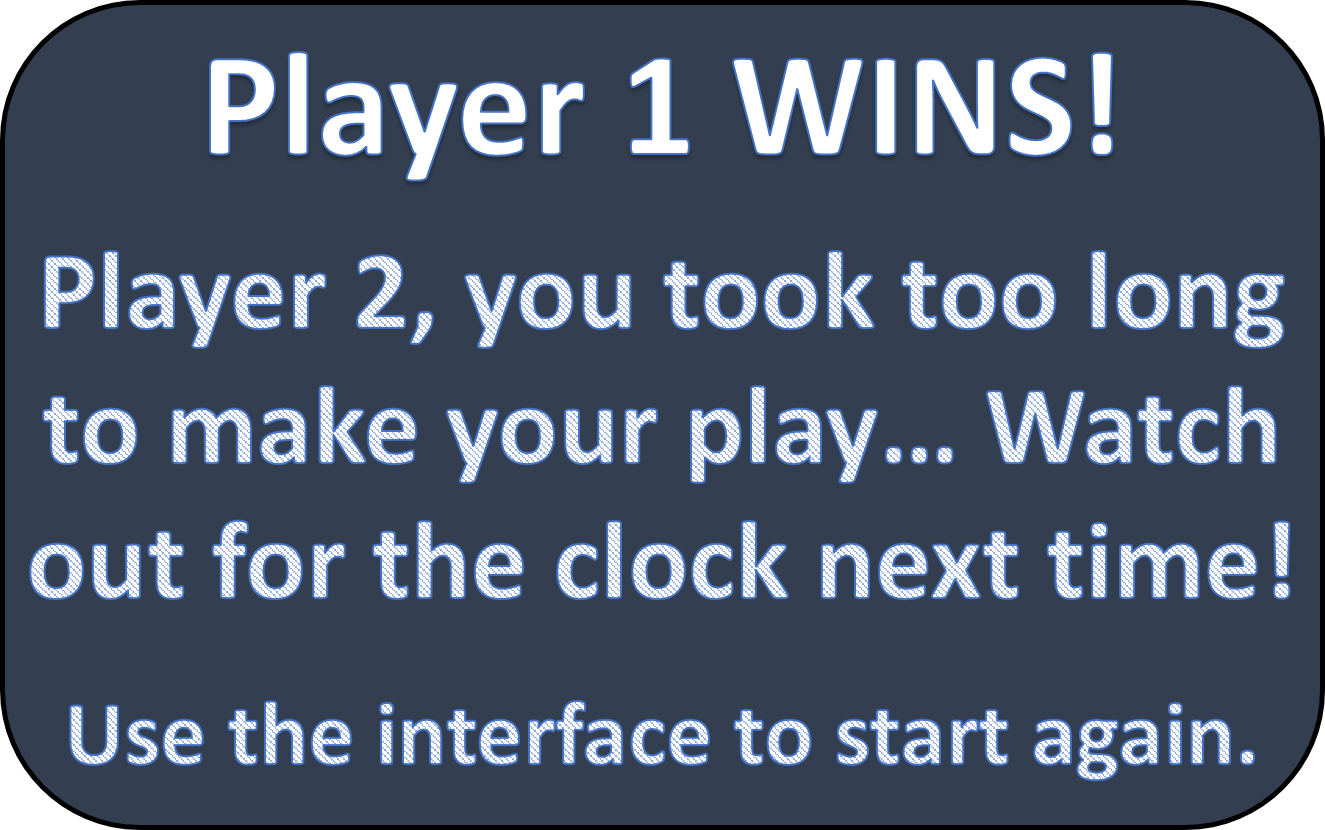 Player 1 WINS!
Player 2, you took too long
to make your play... Watch
out for the clock next time!
Use the interface to start again.